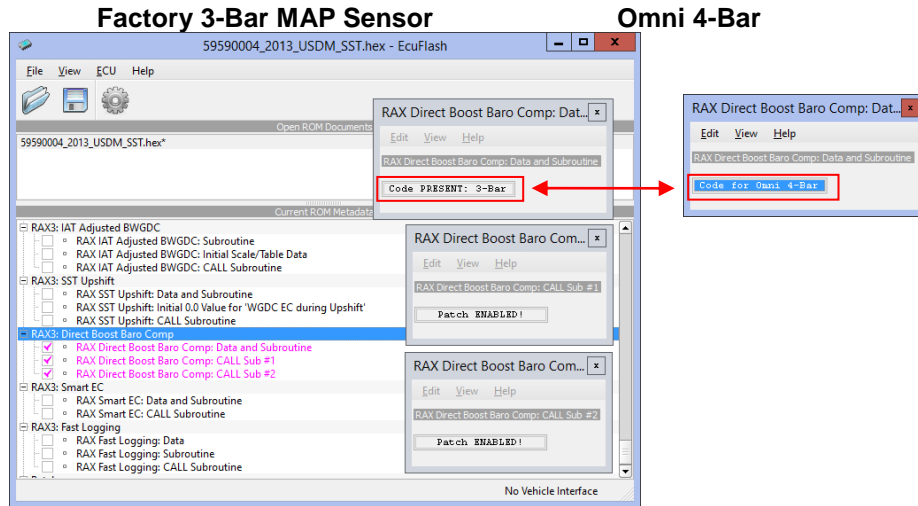 Factory 3-Bar MAP Sensor
Omni 4-Bar
59590004_2013_USDM_SST.hex - EcuFlash
File View ECU Help
Open ROM Documents
59590004_2013_USDM_SST.hex*
Current ROM Metadata
RAX3: IAT Adjusted BWGDC
RAX IAT Adjusted BWGDC: Subroutine
RAX IAT Adjusted BWGDC: Initial Scale/Table Data
RAX IAT Adjusted BWGDC: CALL Subroutine
RAX3: SST Upshift
RAX SST Upshift: Data and Subroutine
RAX SST Upshift: Initial 0.0 Value for 'WGDC EC during Upshift'
RAX SST Upshift: CALL Subroutine
RAX3: Direct Boost Baro Comp
RAX Direct Boost Baro Comp: Data and Subroutine
RAX Direct Boost Baro Comp: CALL Sub #1
RAX Direct Boost Baro Comp: CALL Sub #2
RAX3: Smart EC
RAX Smart EC: Data and Subroutine
RAX Smart EC: CALL Subroutine
RAX3: Fast Logging
RAX Fast Logging: Data
RAX Fast Logging: Subroutine
RAX Fast Logging: CALL Subroutine
No Vehicle Interface
RAX Direct Boost Baro Comp: Dat...
Edit View Help
RAX Direct Boost Baro Comp: Data and Subroutine
Code PRESENT: 3-Bar
RAX Direct Boost Baro Com...
Edit View Help
RAX Direct Boost Baro Comp: CALL Sub #1
Patch ENABLED!
RAX Direct Boost Baro Com...
Edit View Help
RAX Direct Boost Baro Comp: CALL Sub #2
Patch ENABLED!
RAX Direct Boost Baro Comp: Dat...
Edit View Help
RAX Direct Boost Baro Comp: Data and Subroutine
Code for Omni 4-Bar